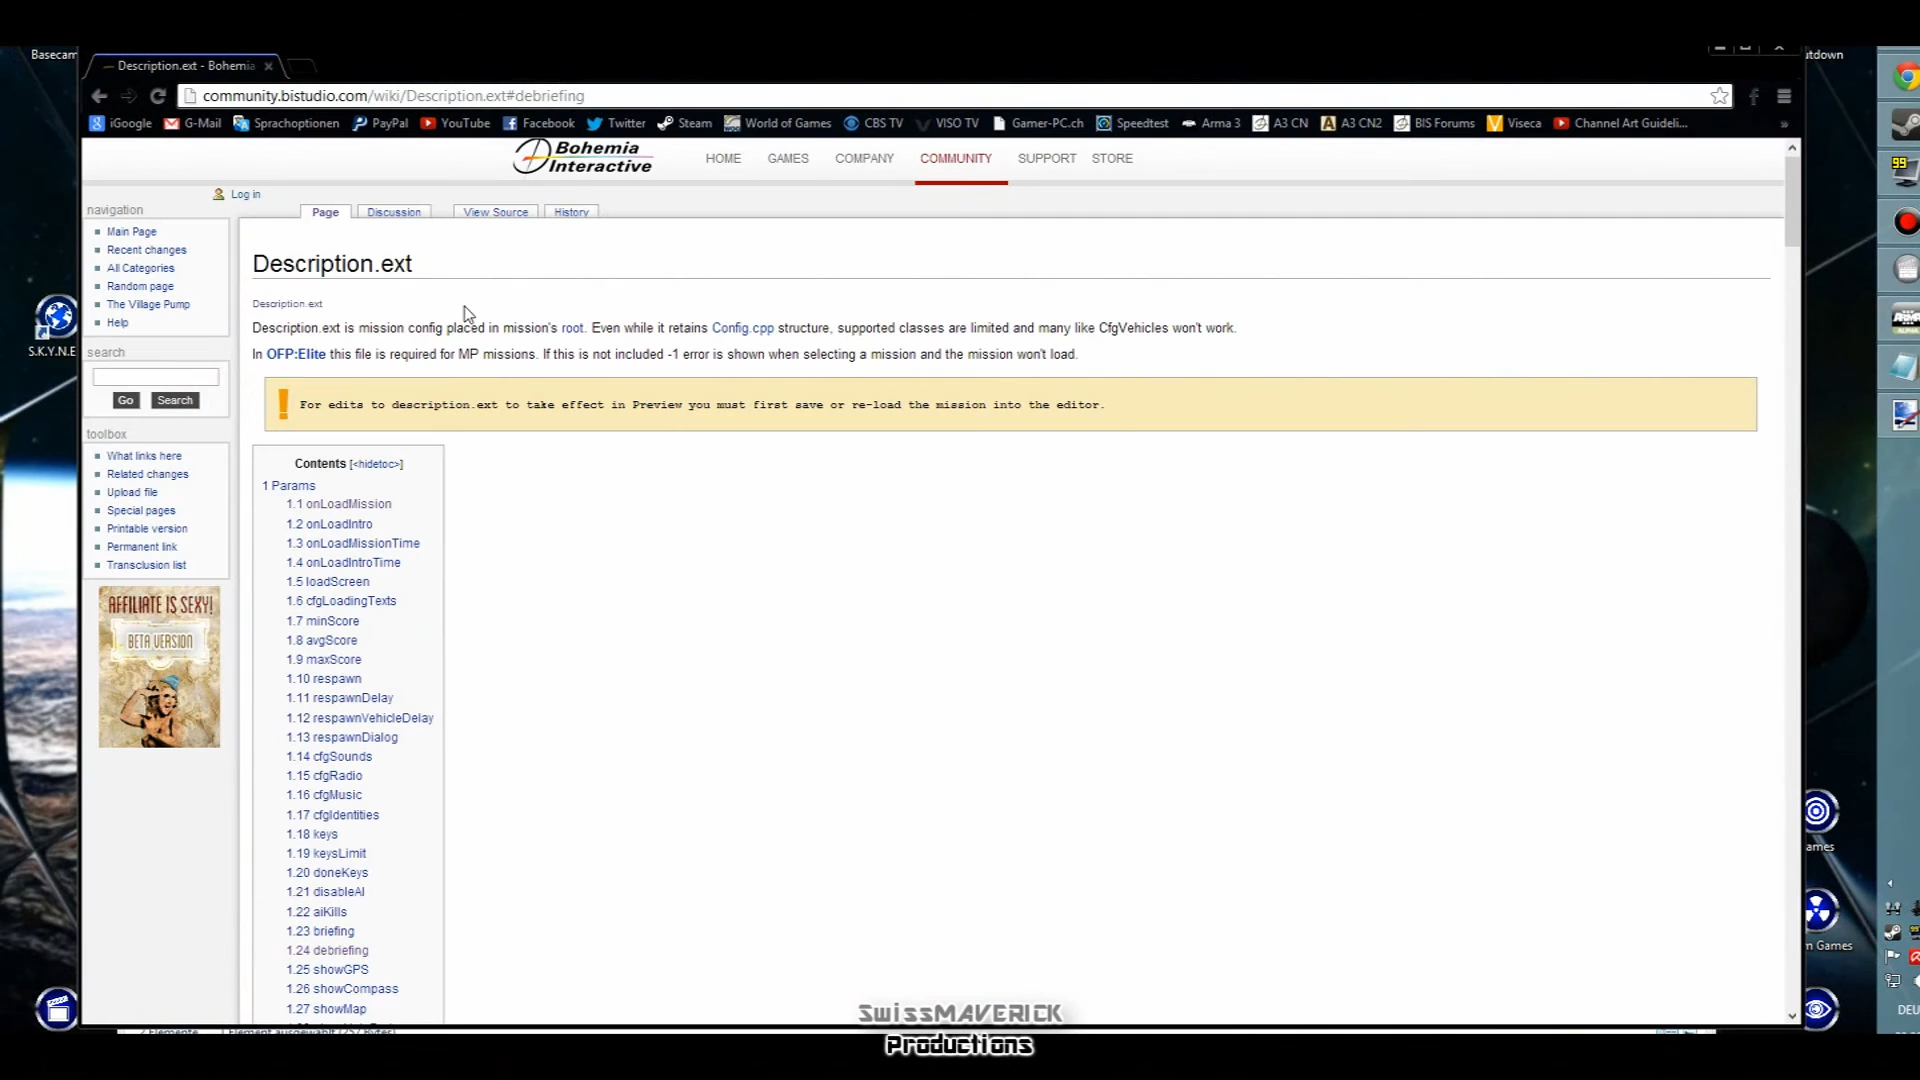 Basecam
tdown
Description.ext - Bohemia
community.bistudio.com/wiki/Description.ext#debriefing
iGoogle G-Mail Sprachoptionen PayPal YouTube Facebook Twitter Steam World of Games CBS TV VISO TV Gamer-PC.ch Speedtest Arma 3 A3 CN A3 CN2 BIS Forums Viseca Channel Art Guideli... »
Bohemia
Interactive
HOME GAMES COMPANY COMMUNITY SUPPORT STORE
Log in
Page Discussion View Source History
navigation
Main Page
Recent changes
All Categories
Random page
The Village Pump
Help
search
Go Search
toolbox
What links here
Related changes
Upload file
Special pages
Printable version
Permanent link
Transclusion list
AFFILIATE IS SEXY!
BETA VERSION
S.K.Y.N.E
Description.ext
Description.ext
Description.ext is mission config placed in mission's root. Even while it retains Config.cpp structure, supported classes are limited and many like CfgVehicles won't work.
In OFP:Elite this file is required for MP missions. If this is not included -1 error is shown when selecting a mission and the mission won't load.
! For edits to description.ext to take effect in Preview you must first save or re-load the mission into the editor.
Contents [<hidetoc>]
1 Params
1.1 onLoadMission
1.2 onLoadIntro
1.3 onLoadMissionTime
1.4 onLoadIntroTime
1.5 loadScreen
1.6 cfgLoadingTexts
1.7 minScore
1.8 avgScore
1.9 maxScore
1.10 respawn
1.11 respawnDelay
1.12 respawnVehicleDelay
1.13 respawnDialog
1.14 cfgSounds
1.15 cfgRadio
1.16 cfgMusic
1.17 cfgIdentities
1.18 keys
1.19 keysLimit
1.20 doneKeys
1.21 disableAI
1.22 aiKills
1.23 briefing
1.24 debriefing
1.25 showGPS
1.26 showCompass
1.27 showMap
99
ames
m Games
DEU
SwissMAVERICK
Productions